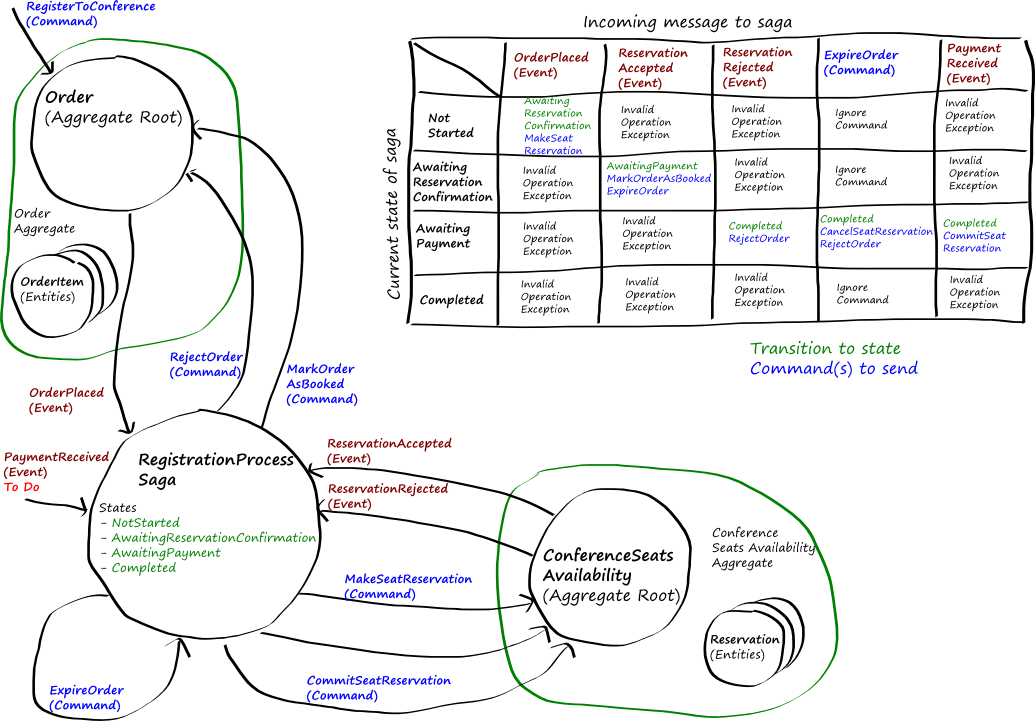 RegisterToConference
(Command)
Order
(Aggregate Root)
Order
Aggregate
OrderItem
(Entities)
OrderPlaced
(Event)
RejectOrder
(Command)
MarkOrder
AsBooked
(Command)
PaymentReceived
(Event)
To Do
RegistrationProcess
Saga
States
- NotStarted
- AwaitingReservationConfirmation
- AwaitingPayment
- Completed
ReservationAccepted
(Event)
ReservationRejected
(Event)
MakeSeatReservation
(Command)
CommitSeatReservation
(Command)
ExpireOrder
(Command)
ConferenceSeats
Availability
(Aggregate Root)
Conference
Seats Availability
Aggregate
Reservation
(Entities)
Incoming message to saga
Current state of saga
OrderPlaced
(Event)
Reservation
Accepted
(Event)
Reservation
Rejected
(Event)
ExpireOrder
(Command)
Payment
Received
(Event)
Not
Started
Awaiting
Reservation
Confirmation
MakeSeat
Reservation
Invalid
Operation
Exception
Invalid
Operation
Exception
Ignore
Command
Invalid
Operation
Exception
Awaiting
Reservation
Confirmation
Invalid
Operation
Exception
AwaitingPayment
MarkOrderAsBooked
ExpireOrder
Invalid
Operation
Exception
Ignore
Command
Invalid
Operation
Exception
Awaiting
Payment
Invalid
Operation
Exception
Invalid
Operation
Exception
Completed
RejectOrder
Completed
CancelSeatReservation
RejectOrder
Completed
CommitSeat
Reservation
Completed
Invalid
Operation
Exception
Invalid
Operation
Exception
Invalid
Operation
Exception
Ignore
Command
Invalid
Operation
Exception
Transition to state
Command(s) to send